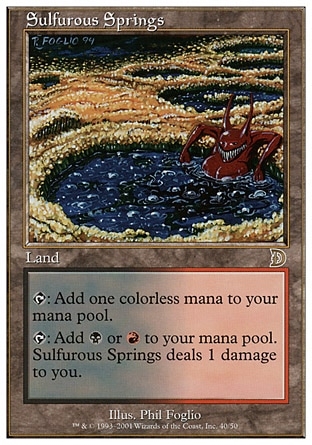 Sulfurous Springs
P. FOGLIO 94
Land
: Add one colorless mana to your
mana pool.
: Add or to your mana pool.
Sulfurous Springs deals 1 damage
to you.
Illus. Phil Foglio
™ & © 1993-2001 Wizards of the Coast, Inc. 40/50